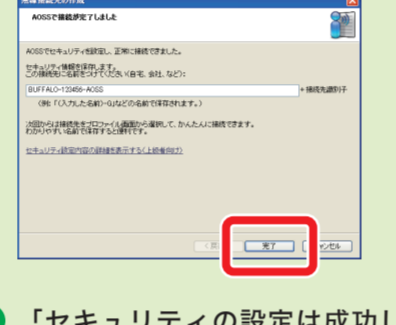 無線接続先の作成
AOSSで接続が完了しました
AOSSでセキュリティを設定し、正常に接続できました。
セキュリティ情報を保存します。
この接続先に名前をつけてください(自宅、会社、など):
BUFFALO-123456-AOSS +接続先識別子
(例:「(入力した名前)-G」などの名前で保存されます。)
次回からは接続先をプロファイル画面から選択して、かんたんに接続できます。
わかりやすい名前で保存すると便利です。
セキュリティ設定内容の詳細を表示する(上級者向け)
完了
「セキュリティの設定は成功し